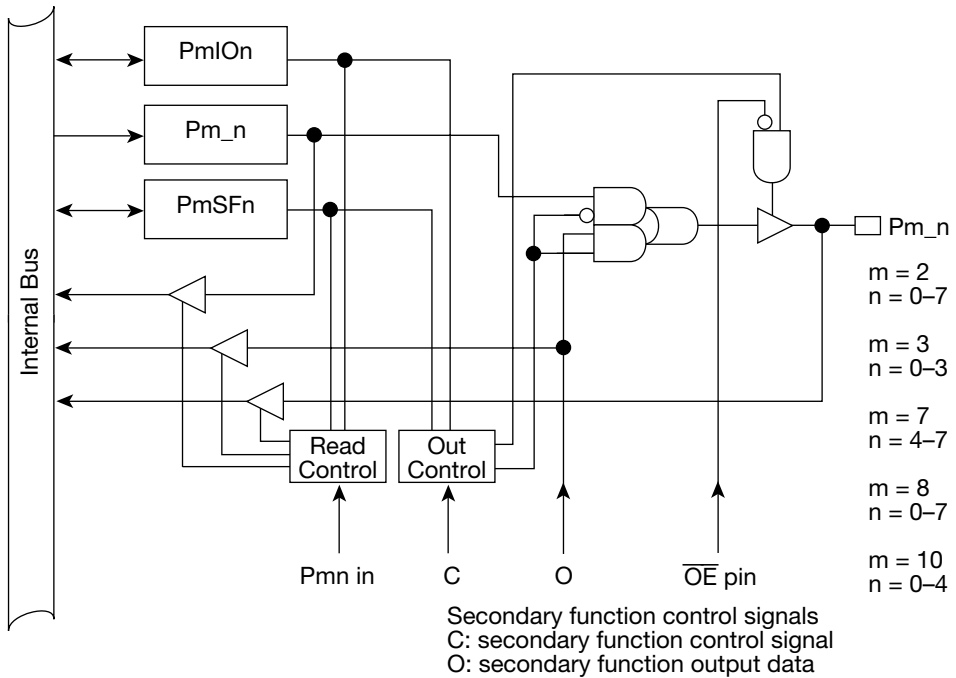 PmIOn
Pm_n
PmSFn
Internal Bus
Read
Control
Out
Control
Pmn in
C
O
OE pin
Pm_n
m = 2
n = 0–7
m = 3
n = 0–3
m = 7
n = 4–7
m = 8
n = 0–7
m = 10
n = 0–4
Secondary function control signals
C: secondary function control signal
O: secondary function output data